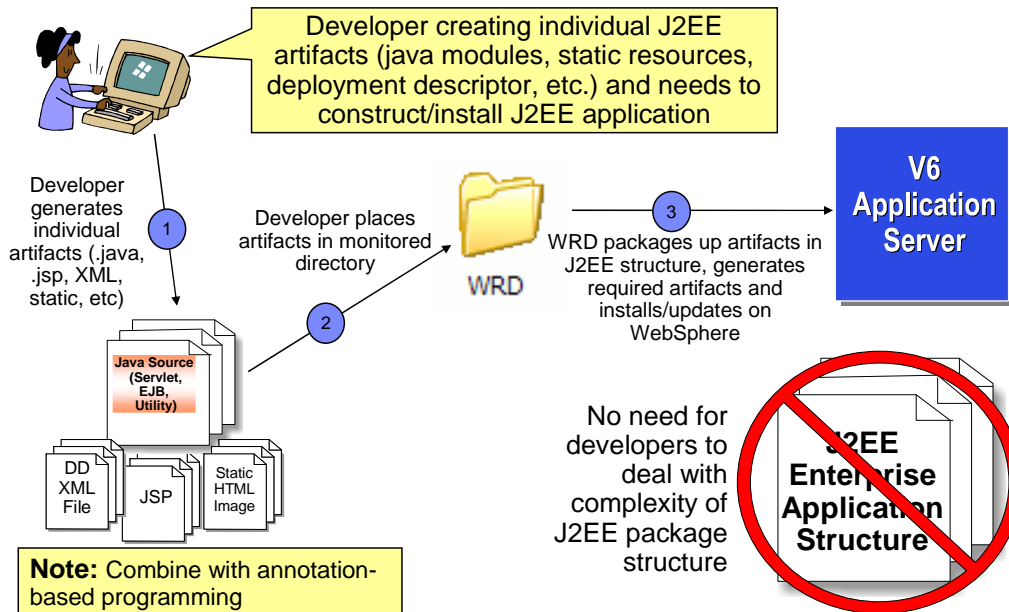 Developer creating individual J2EE
artifacts (java modules, static resources,
deployment descriptor, etc.) and needs to
construct/install J2EE application
Developer
generates
individual
artifacts (.java,
.jsp, XML,
static, etc)
1
Developer places
artifacts in monitored
directory
2
WRD
3
WRD packages up artifacts in
J2EE structure, generates
required artifacts and
installs/updates on
WebSphere
V6
Application
Server
Java Source
(Servlet,
EJB,
Utility)
DD
XML
File
JSP
Static
HTML
Image
No need for
developers to
deal with
complexity of
J2EE package
structure
J2EE
Enterprise
Application
Structure
Note: Combine with annotation-
based programming